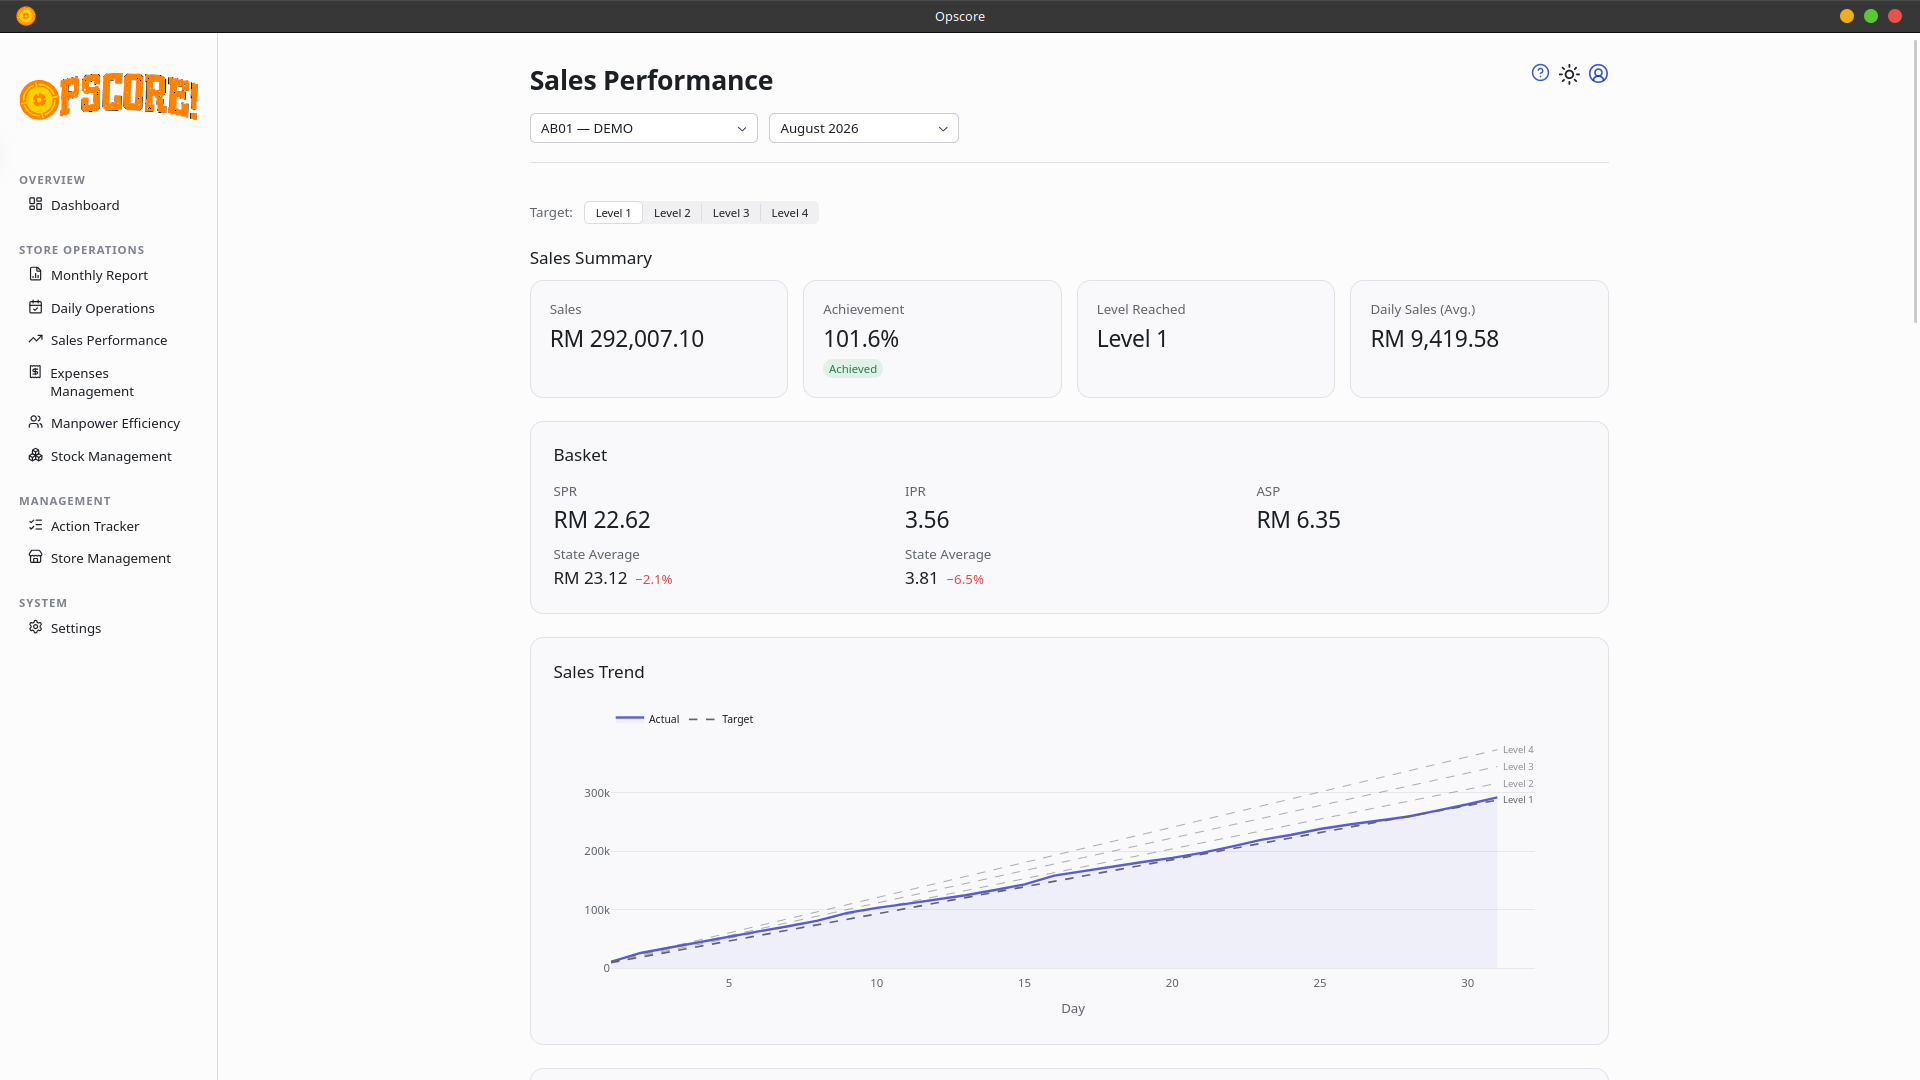 Opscore
OPSCORE!
OVERVIEW
Dashboard
STORE OPERATIONS
Monthly Report
Daily Operations
Sales Performance
Expenses
Management
Manpower Efficiency
Stock Management
MANAGEMENT
Action Tracker
Store Management
SYSTEM
Settings
Sales Performance
AB01 — DEMO
August 2026
Target: Level 1 Level 2 Level 3 Level 4
Sales Summary
Sales
RM 292,007.10
Achievement
101.6%
Achieved
Level Reached
Level 1
Daily Sales (Avg.)
RM 9,419.58
Basket
SPR
RM 22.62
State Average
RM 23.12 −2.1%
IPR
3.56
State Average
3.81 −6.5%
ASP
RM 6.35
Sales Trend
Actual Target
Level 4
Level 3
Level 2
Level 1
300k
200k
100k
0
5 10 15 20 25 30
Day